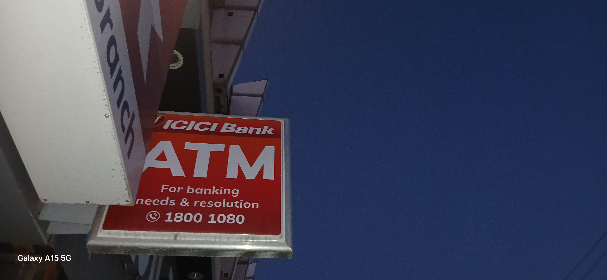 Branch
ICICI Bank
ATM
For banking
needs & resolution
1800 1080
Galaxy A15 5G